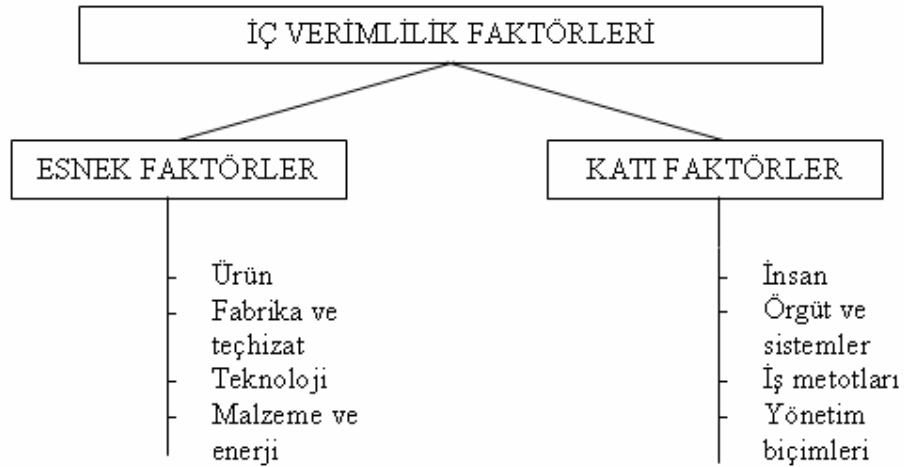 İÇ VERİMLİLİK FAKTÖRLERİ
ESNEK FAKTÖRLER
- Ürün
- Fabrika ve
teçhizat
- Teknoloji
- Malzeme ve
enerji
KATI FAKTÖRLER
- İnsan
- Örgüt ve
sistemler
- İş metotları
- Yönetim
biçimleri